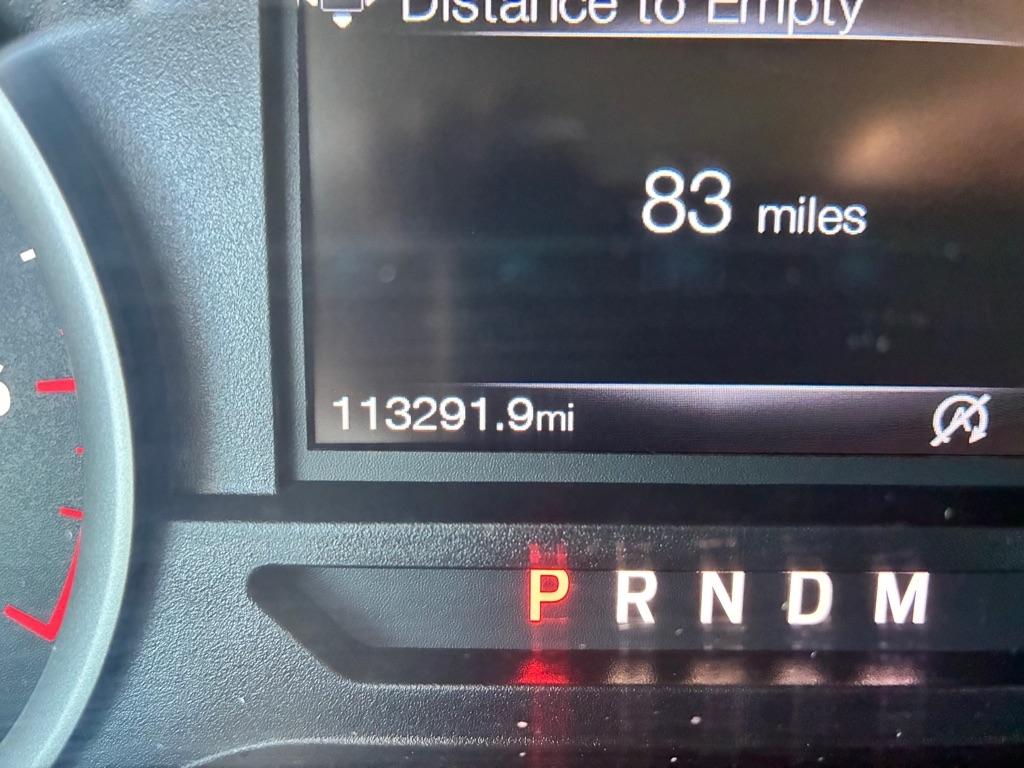 Distance to Empty
83 miles
113291.9mi
P R N D M